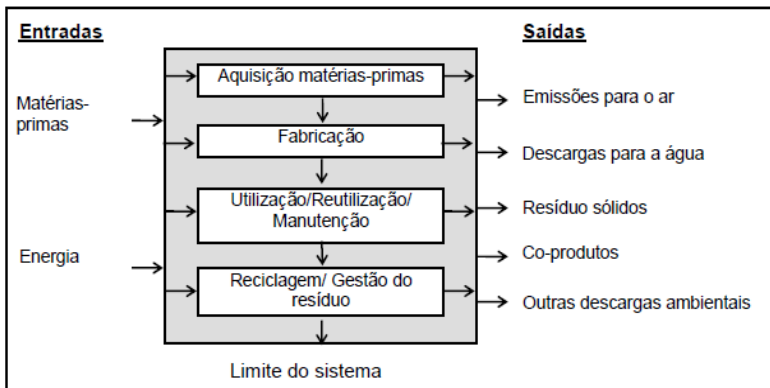 Entradas
Saídas
Aquisição matérias-primas
Matérias-
primas
Emissões para o ar
Fabricação
Descargas para a água
Utilização/Reutilização/
Manutenção
Resíduo sólidos
Energia
Co-produtos
Reciclagem/ Gestão do
resíduo
Outras descargas ambientais
Limite do sistema